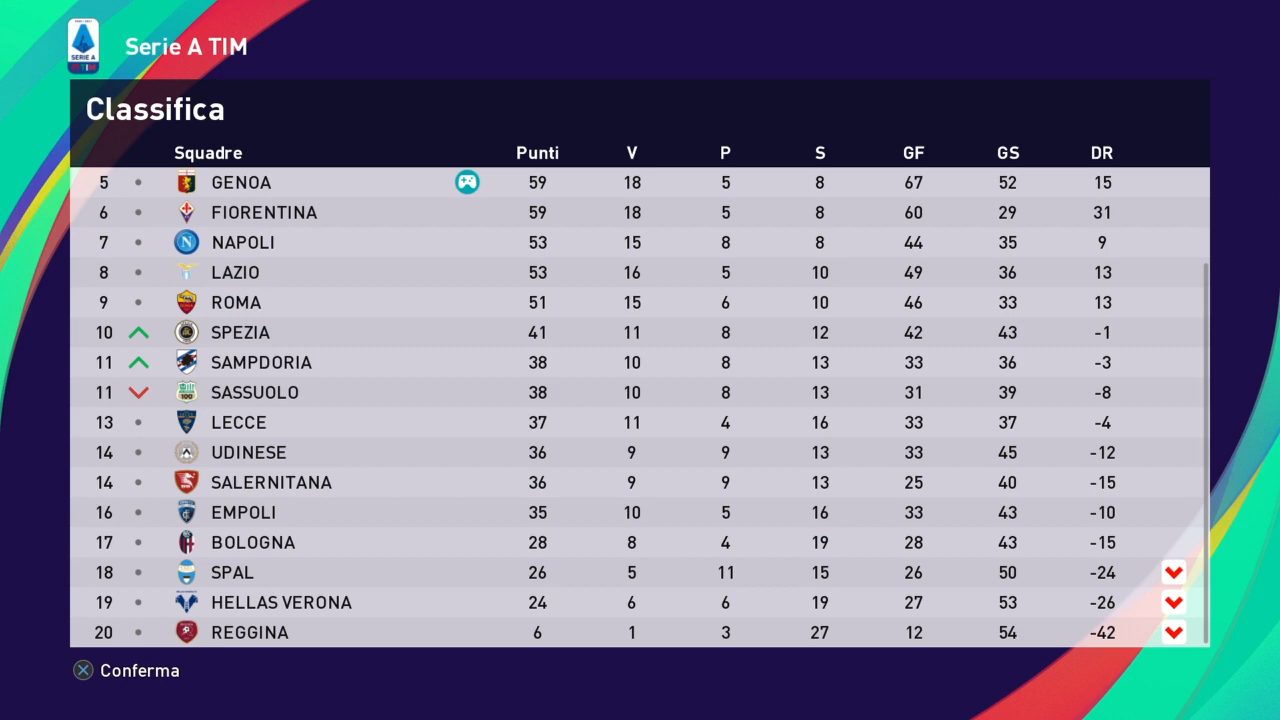 SERIE A
TIM
Serie A TIM
Classifica
Squadre Punti V P S GF GS DR
5 GENOA 59 18 5 8 67 52 15
6 FIORENTINA 59 18 5 8 60 29 31
7 NAPOLI 53 15 8 8 44 35 9
8 LAZIO 53 16 5 10 49 36 13
9 ROMA 51 15 6 10 46 33 13
10 SPEZIA 41 11 8 12 42 43 -1
11 SAMPDORIA 38 10 8 13 33 36 -3
11 SASSUOLO 38 10 8 13 31 39 -8
13 LECCE 37 11 4 16 33 37 -4
14 UDINESE 36 9 9 13 33 45 -12
14 SALERNITANA 36 9 9 13 25 40 -15
16 EMPOLI 35 10 5 16 33 43 -10
17 BOLOGNA 28 8 4 19 28 43 -15
18 SPAL 26 5 11 15 26 50 -24
19 HELLAS VERONA 24 6 6 19 27 53 -26
20 REGGINA 6 1 3 27 12 54 -42
Conferma